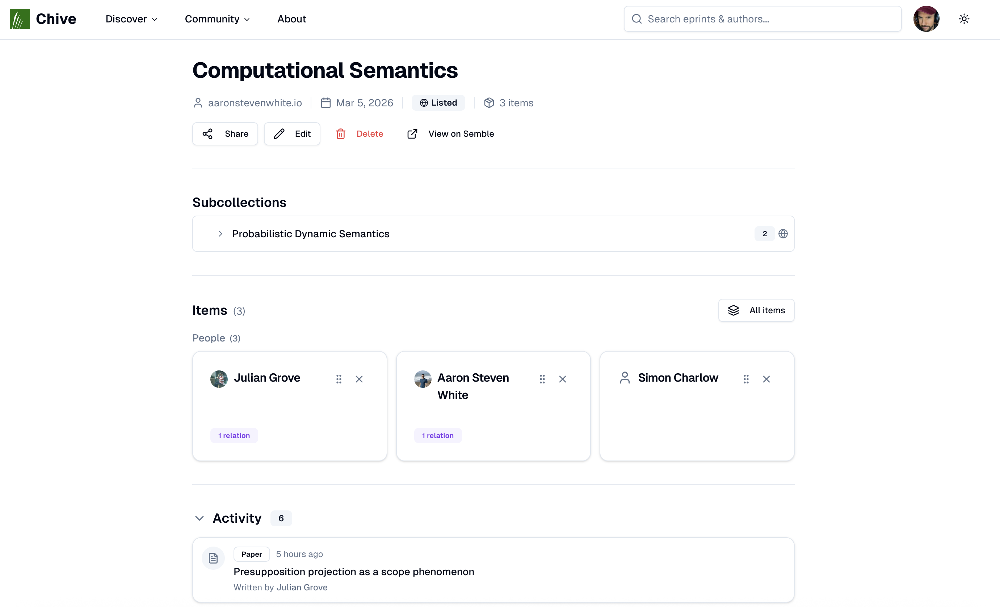 Chive
Discover
Community
About
Search eprints & authors...
Computational Semantics
aaronstevenwhite.io
Mar 5, 2026
Listed
3 items
Share
Edit
Delete
View on Semble
Subcollections
Probabilistic Dynamic Semantics
2
Items (3)
All items
People (3)
Julian Grove
1 relation
Aaron Steven
White
1 relation
Simon Charlow
Activity 6
Paper 5 hours ago
Presupposition projection as a scope phenomenon
Written by Julian Grove